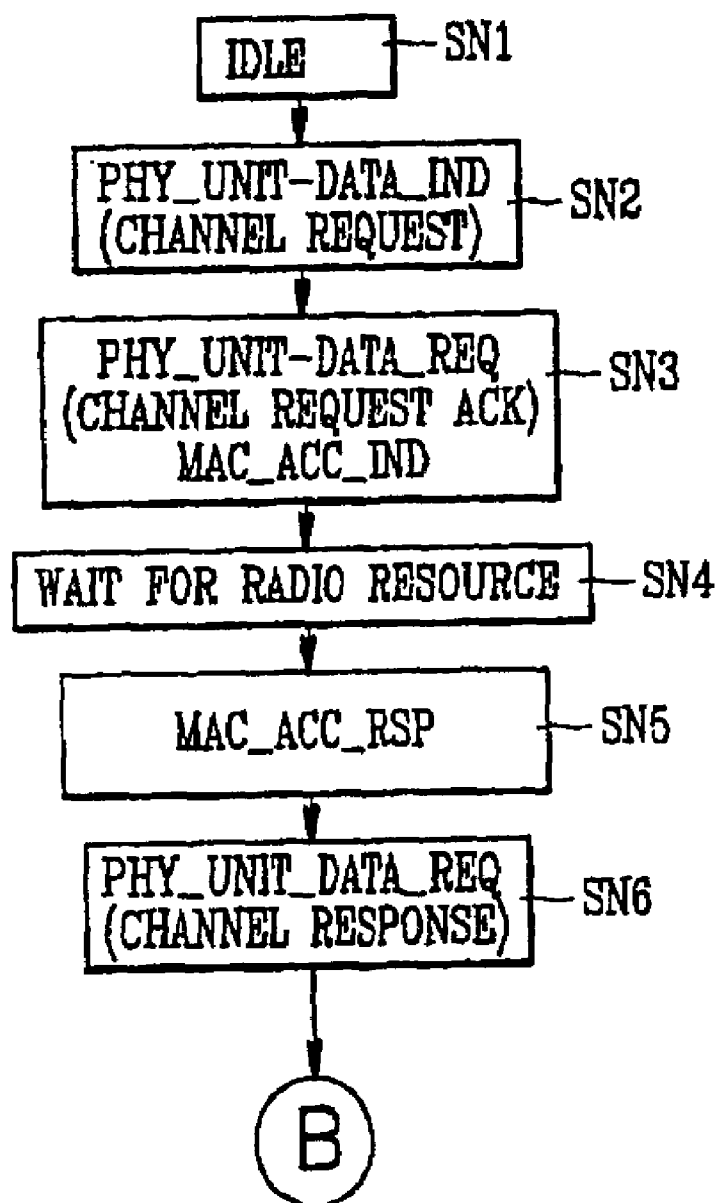 IDLE
SN1
PHY_UNIT-DATA_IND
(CHANNEL REQUEST)
SN2
PHY_UNIT-DATA_REQ
(CHANNEL REQUEST ACK)
MAC_ACC_IND
SN3
WAIT FOR RADIO RESOURCE
SN4
MAC_ACC_RSP
SN5
PHY_UNIT_DATA_REQ
(CHANNEL RESPONSE)
SN6
B